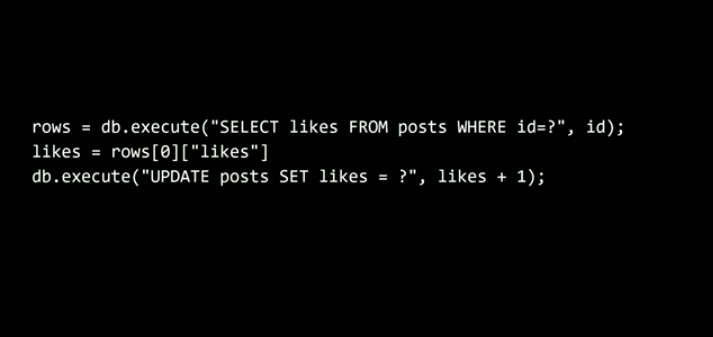 rows = db.execute("SELECT likes FROM posts WHERE id=?", id);
likes = rows[0]["likes"]
db.execute("UPDATE posts SET likes = ?", likes + 1);